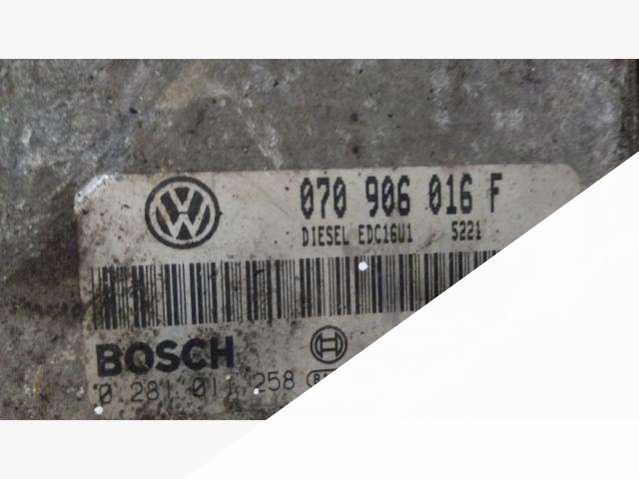 070 906 016 F
DIESEL EDC16U1 5221
BOSCH
0 281 011 258